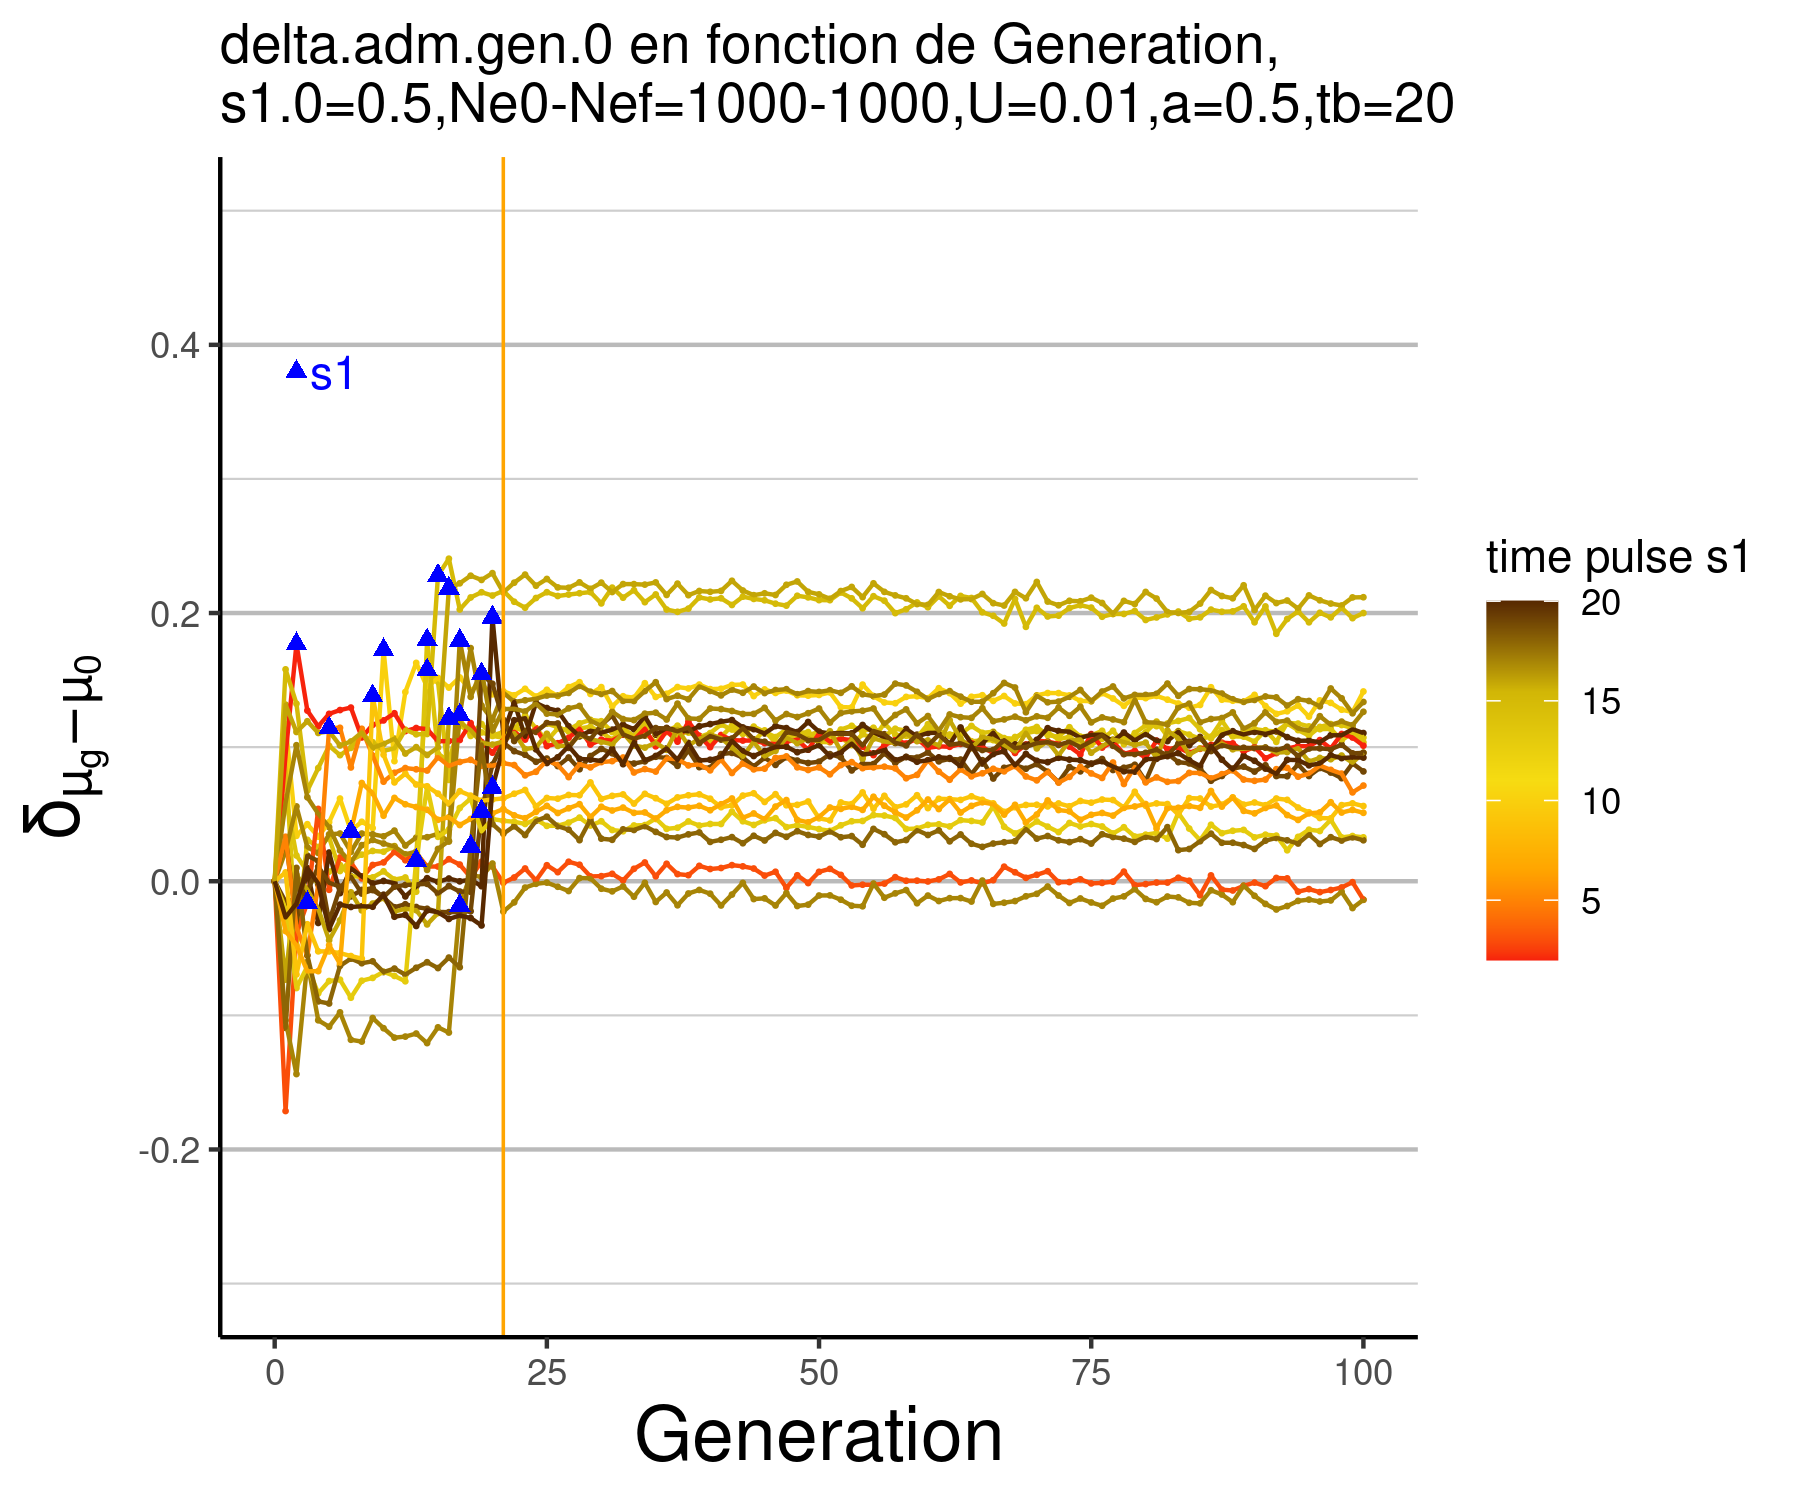 delta.adm.gen.0 en fonction de Generation,
s1.0=0.5,Ne0-Nef=1000-1000,U=0.01,a=0.5,tb=20
0.4
0.2
0.0
-0.2
s1
δμg−μ0
0
25
50
75
100
Generation
time pulse s1
20
15
10
5